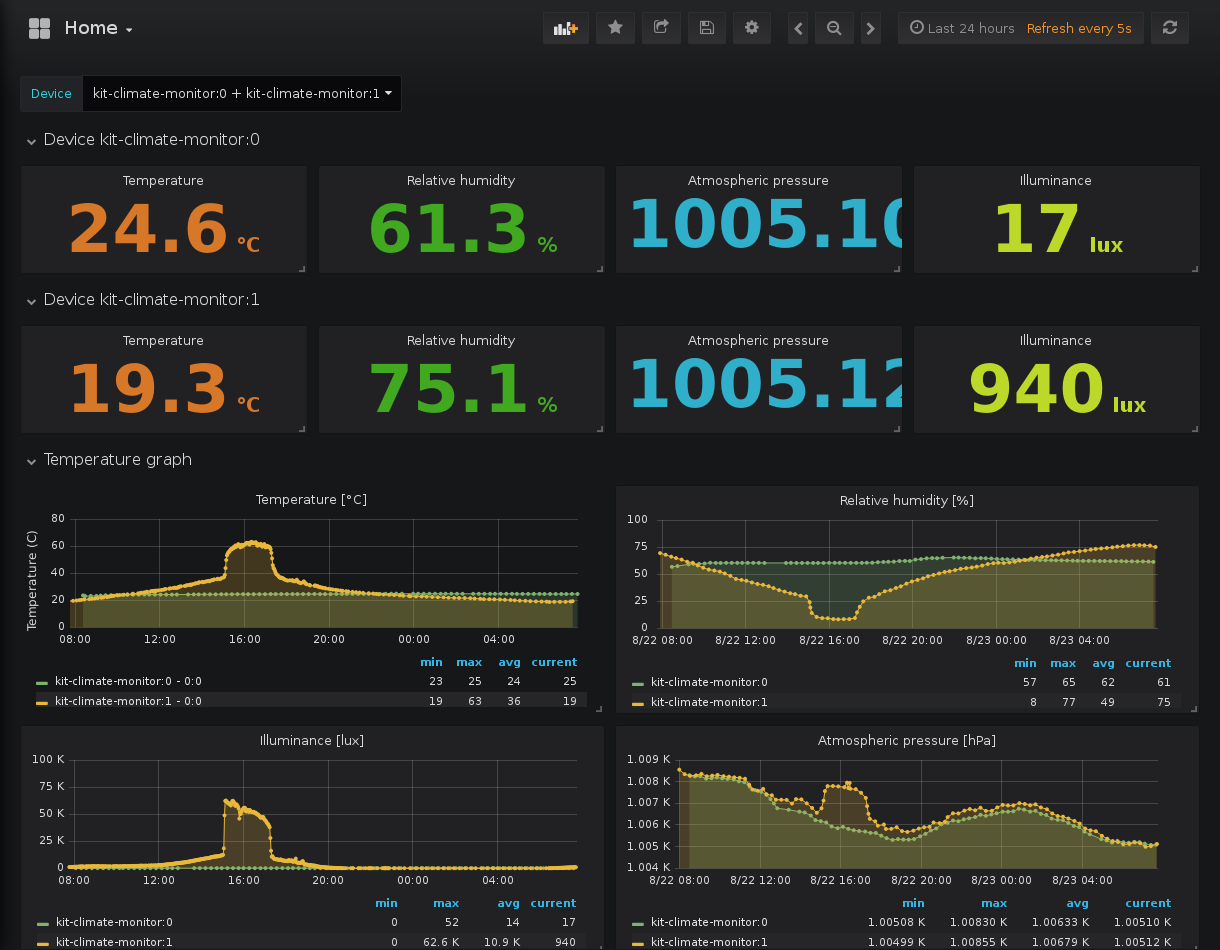 Home
Last 24 hours Refresh every 5s
Device kit-climate-monitor:0 + kit-climate-monitor:1
Device kit-climate-monitor:0
Temperature Relative humidity Atmospheric pressure Illuminance
24.6 °C 61.3 % 1005.10 17 lux
Device kit-climate-monitor:1
Temperature Relative humidity Atmospheric pressure Illuminance
19.3 °C 75.1 % 1005.12 940 lux
Temperature graph
Temperature [°C]
Temperature (C)
80
60
40
20
0
08:00 12:00 16:00 20:00 00:00 04:00
min max avg current
kit-climate-monitor:0 - 0:0 23 25 24 25
kit-climate-monitor:1 - 0:0 19 63 36 19
Relative humidity [%]
100
75
50
25
0
8/22 08:00 8/22 12:00 8/22 16:00 8/22 20:00 8/23 00:00 8/23 04:00
min max avg current
kit-climate-monitor:0 57 65 62 61
kit-climate-monitor:1 8 77 49 75
Illuminance [lux]
100 K
75 K
50 K
25 K
0
08:00 12:00 16:00 20:00 00:00 04:00
min max avg current
kit-climate-monitor:0 0 52 14 17
kit-climate-monitor:1 0 62.6 K 10.9 K 940
Atmospheric pressure [hPa]
1.009 K
1.008 K
1.007 K
1.006 K
1.005 K
1.004 K
8/22 08:00 8/22 12:00 8/22 16:00 8/22 20:00 8/23 00:00 8/23 04:00
min max avg current
kit-climate-monitor:0 1.00508 K 1.00830 K 1.00633 K 1.00510 K
kit-climate-monitor:1 1.00499 K 1.00855 K 1.00679 K 1.00512 K